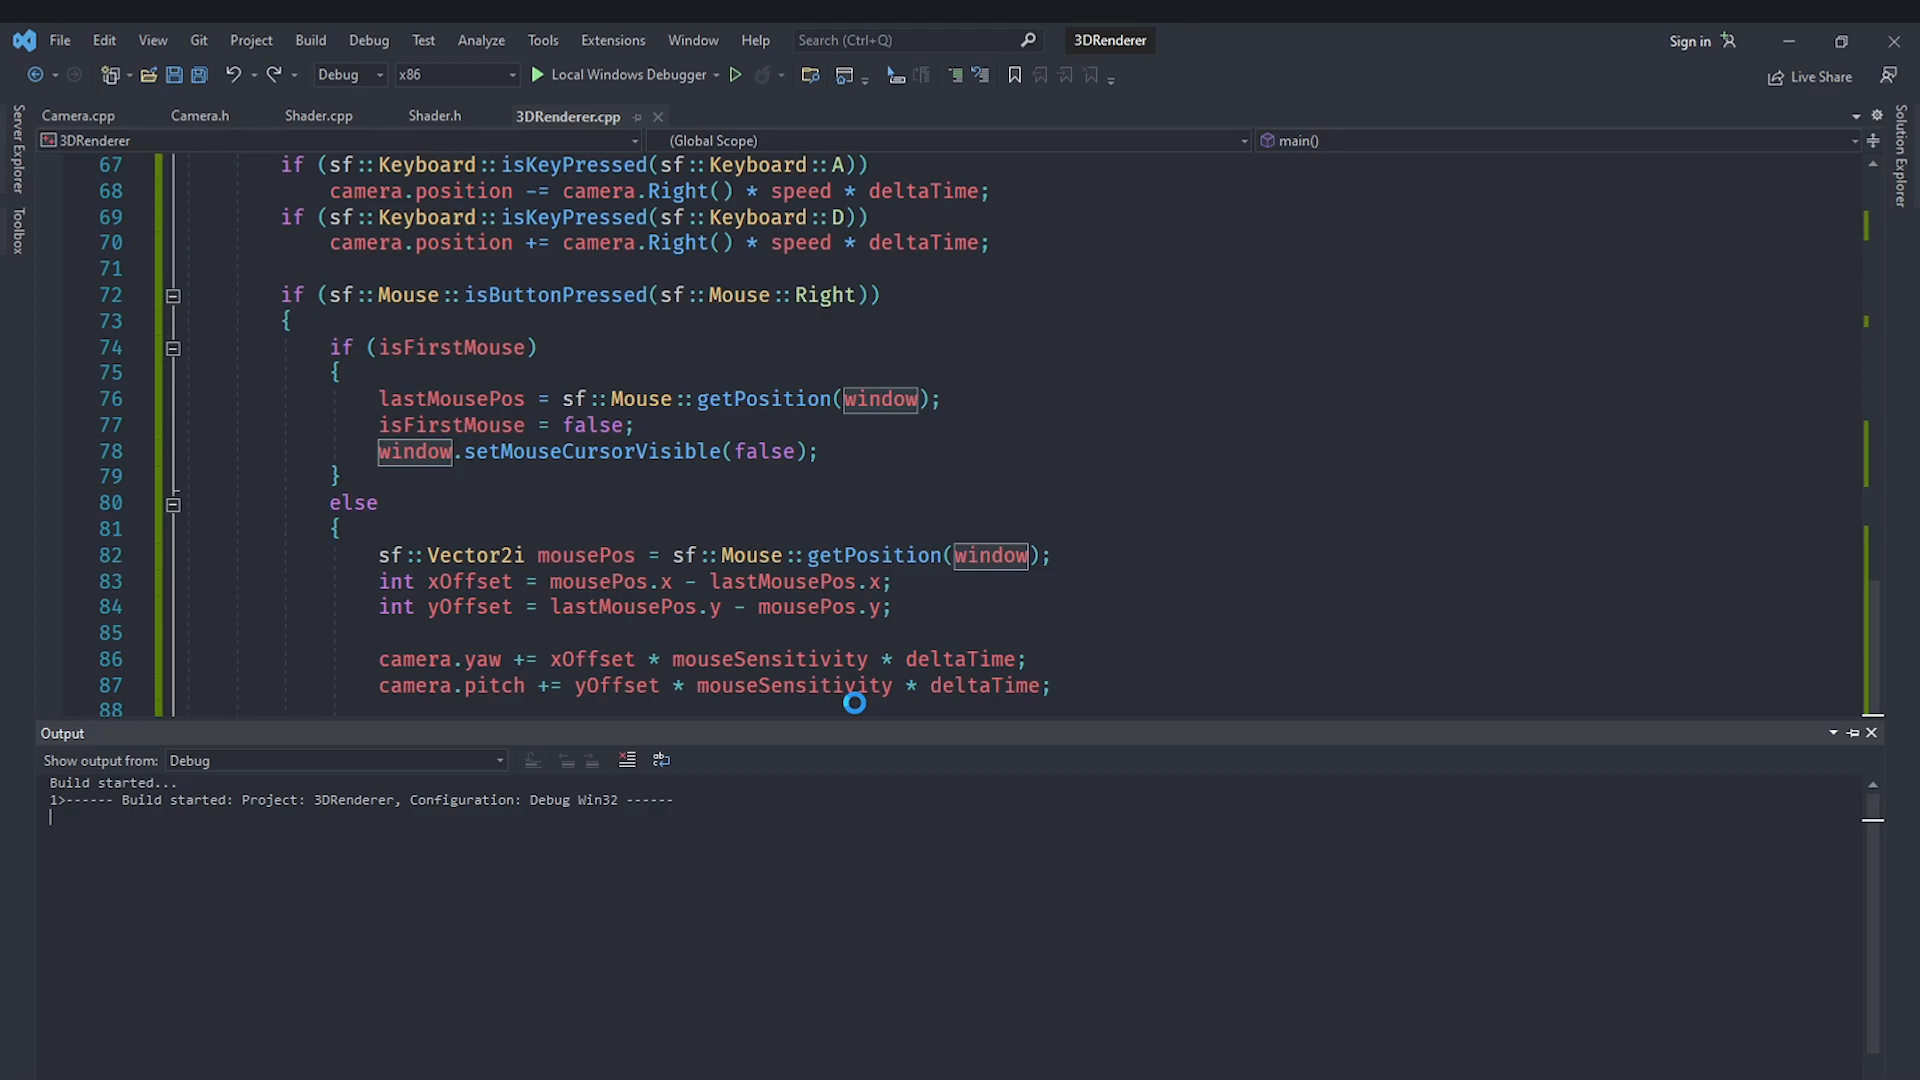 File Edit View Git Project Build Debug Test Analyze Tools Extensions Window Help Search (Ctrl+Q) 3DRenderer Sign in
Debug x86 Local Windows Debugger Live Share
Server Explorer
Toolbox
Solution Explorer
Camera.cpp Camera.h Shader.cpp Shader.h 3DRenderer.cpp
3DRenderer (Global Scope) main()
67 if (sf::Keyboard::isKeyPressed(sf::Keyboard::A))
68 camera.position -= camera.Right() * speed * deltaTime;
69 if (sf::Keyboard::isKeyPressed(sf::Keyboard::D))
70 camera.position += camera.Right() * speed * deltaTime;
71
72 if (sf::Mouse::isButtonPressed(sf::Mouse::Right))
73 {
74 if (isFirstMouse)
75 {
76 lastMousePos = sf::Mouse::getPosition(window);
77 isFirstMouse = false;
78 window.setMouseCursorVisible(false);
79 }
80 else
81 {
82 sf::Vector2i mousePos = sf::Mouse::getPosition(window);
83 int xOffset = mousePos.x - lastMousePos.x;
84 int yOffset = lastMousePos.y - mousePos.y;
85
86 camera.yaw += xOffset * mouseSensitivity * deltaTime;
87 camera.pitch += yOffset * mouseSensitivity * deltaTime;
88
Output
Show output from: Debug
Build started...
1>------ Build started: Project: 3DRenderer, Configuration: Debug Win32 ------